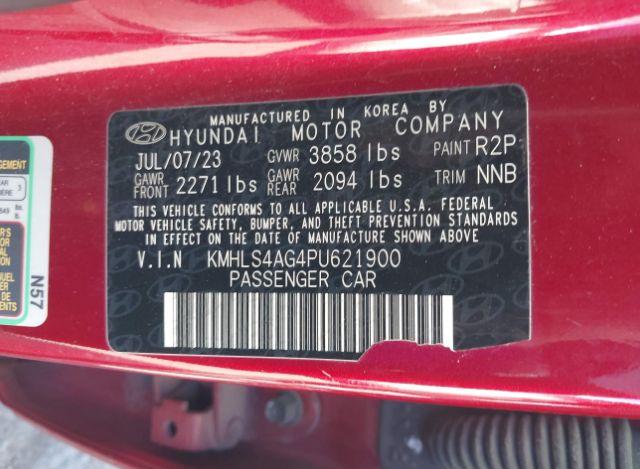 MANUFACTURED IN KOREA BY
HYUNDAI MOTOR COMPANY
JUL/07/23 GVWR 3858 lbs PAINT R2P
GAWR FRONT 2271 lbs GAWR REAR 2094 lbs TRIM NNB
THIS VEHICLE CONFORMS TO ALL APPLICABLE U.S.A. FEDERAL
MOTOR VEHICLE SAFETY, BUMPER, AND THEFT PREVENTION STANDARDS
IN EFFECT ON THE DATE OF MANUFACTURE SHOWN ABOVE
V.I.N KMHLS4AG4PU621900
PASSENGER CAR
N57